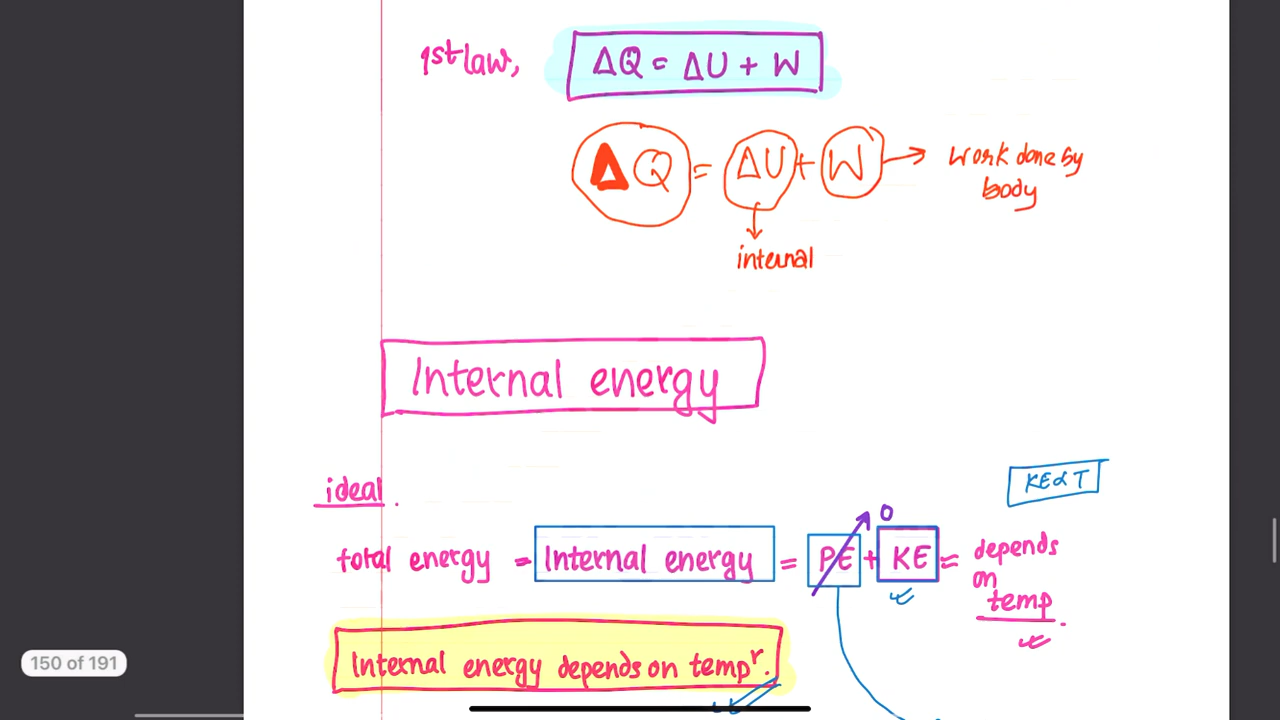 1st law, ΔQ = ΔU + W
ΔQ = ΔU + W → work done by
body
internal
Internal energy
KE∝T
ideal.
0
total energy = Internal energy = PE + KE = depends
on
temp.
Internal energy depends on tempʳ.
150 of 191